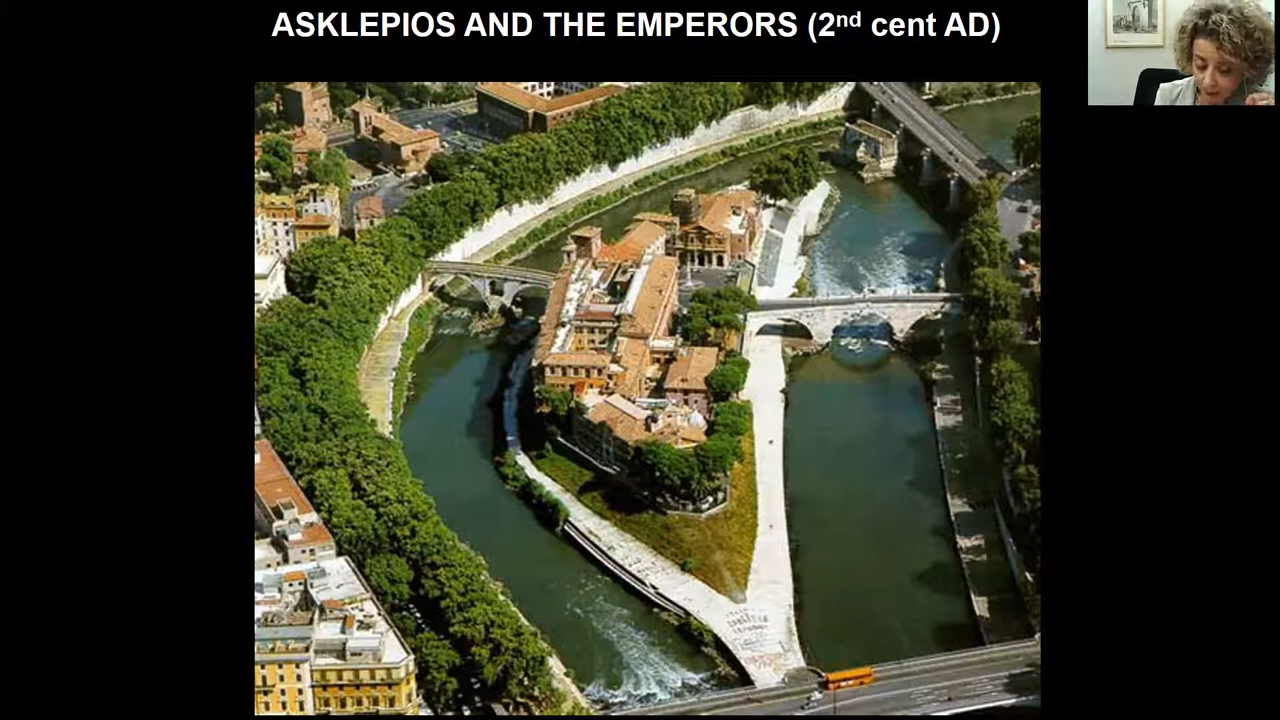 ASKLEPIOS AND THE EMPERORS (2nd cent AD)